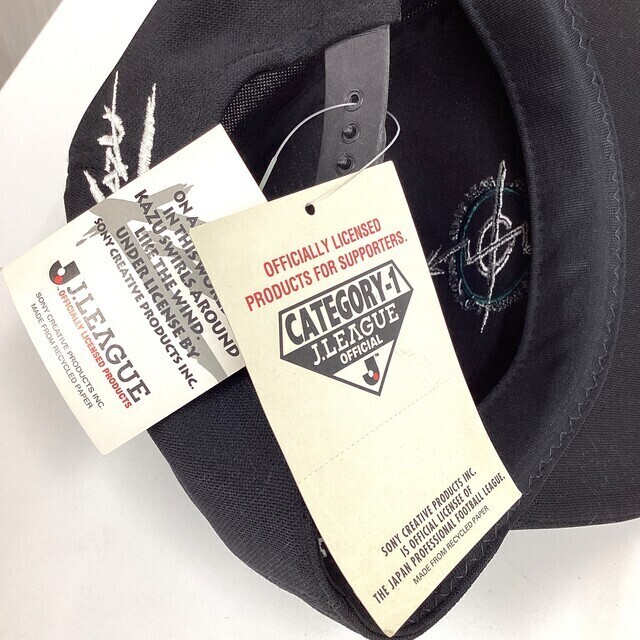 ON A
IN THIS WOR
KAZU SWIRLS AROUND
LIKE THE WIND.
UNDER LICENSE BY
SONY CREATIVE PRODUCTS INC.
J.LEAGUE
OFFICIALLY LICENSED PRODUCTS
SONY CREATIVE PRODUCTS INC.
MADE FROM RECYCLED PAPER
OFFICIALLY LICENSED
PRODUCTS FOR SUPPORTERS.
CATEGORY-1
J.LEAGUE
OFFICIAL
SONY CREATIVE PRODUCTS INC.
IS OFFICIAL LICENSEE OF
THE JAPAN PROFESSIONAL FOOTBALL LEAGUE.
MADE FROM RECYCLED PAPER